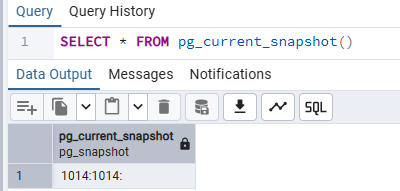 Query Query History
1 SELECT * FROM pg_current_snapshot()
Data Output Messages Notifications
SQL
pg_current_snapshot
pg_snapshot
1 1014:1014: